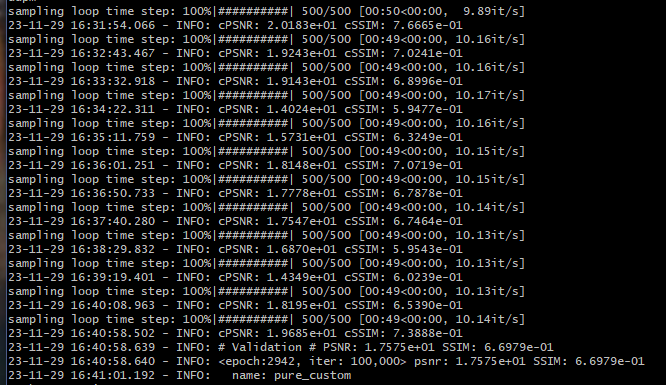 sampling loop time step: 100%|##########| 500/500 [00:50<00:00,  9.89it/s]
23-11-29 16:31:54.066 - INFO: cPSNR: 2.0183e+01 cSSIM: 7.6665e-01
sampling loop time step: 100%|##########| 500/500 [00:49<00:00, 10.16it/s]
23-11-29 16:32:43.467 - INFO: cPSNR: 1.9243e+01 cSSIM: 7.0241e-01
sampling loop time step: 100%|##########| 500/500 [00:49<00:00, 10.16it/s]
23-11-29 16:33:32.918 - INFO: cPSNR: 1.9143e+01 cSSIM: 6.8996e-01
sampling loop time step: 100%|##########| 500/500 [00:49<00:00, 10.17it/s]
23-11-29 16:34:22.311 - INFO: cPSNR: 1.4024e+01 cSSIM: 5.9477e-01
sampling loop time step: 100%|##########| 500/500 [00:49<00:00, 10.16it/s]
23-11-29 16:35:11.759 - INFO: cPSNR: 1.5731e+01 cSSIM: 6.3249e-01
sampling loop time step: 100%|##########| 500/500 [00:49<00:00, 10.15it/s]
23-11-29 16:36:01.251 - INFO: cPSNR: 1.8148e+01 cSSIM: 7.0719e-01
sampling loop time step: 100%|##########| 500/500 [00:49<00:00, 10.15it/s]
23-11-29 16:36:50.733 - INFO: cPSNR: 1.7778e+01 cSSIM: 6.7878e-01
sampling loop time step: 100%|##########| 500/500 [00:49<00:00, 10.14it/s]
23-11-29 16:37:40.280 - INFO: cPSNR: 1.7547e+01 cSSIM: 6.7464e-01
sampling loop time step: 100%|##########| 500/500 [00:49<00:00, 10.13it/s]
23-11-29 16:38:29.832 - INFO: cPSNR: 1.6870e+01 cSSIM: 5.9543e-01
sampling loop time step: 100%|##########| 500/500 [00:49<00:00, 10.13it/s]
23-11-29 16:39:19.401 - INFO: cPSNR: 1.4349e+01 cSSIM: 6.0239e-01
sampling loop time step: 100%|##########| 500/500 [00:49<00:00, 10.13it/s]
23-11-29 16:40:08.963 - INFO: cPSNR: 1.8195e+01 cSSIM: 6.5390e-01
sampling loop time step: 100%|##########| 500/500 [00:49<00:00, 10.14it/s]
23-11-29 16:40:58.502 - INFO: cPSNR: 1.9685e+01 cSSIM: 7.3888e-01
23-11-29 16:40:58.639 - INFO: # Validation # PSNR: 1.7575e+01 SSIM: 6.6979e-01
23-11-29 16:40:58.640 - INFO: <epoch:2942, iter: 100,000> psnr: 1.7575e+01 SSIM: 6.6979e-01
23-11-29 16:41:01.192 - INFO:   name: pure_custom